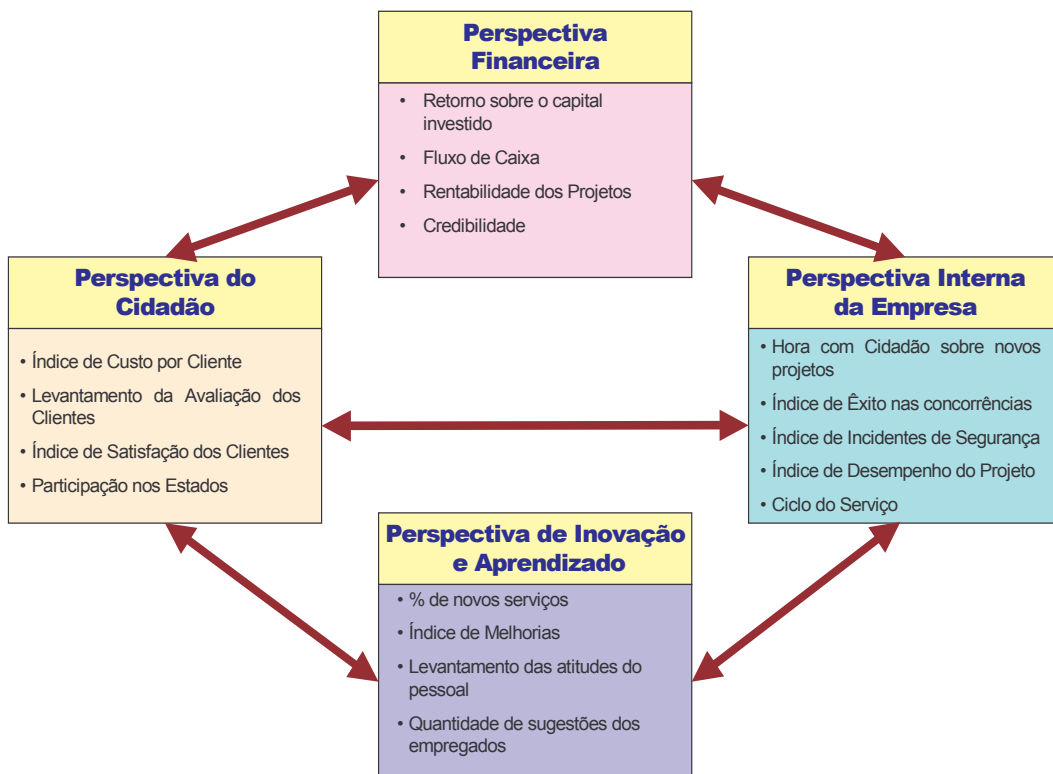 Perspectiva
Financeira
• Retorno sobre o capital
investido
• Fluxo de Caixa
• Rentabilidade dos Projetos
• Credibilidade
Perspectiva do
Cidadão
• Índice de Custo por Cliente
• Levantamento da Avaliação dos
Clientes
• Índice de Satisfação dos Clientes
• Participação nos Estados
Perspectiva Interna
da Empresa
• Hora com Cidadão sobre novos
projetos
• Índice de Êxito nas concorrências
• Índice de Incidentes de Segurança
• Índice de Desempenho do Projeto
• Ciclo do Serviço
Perspectiva de Inovação
e Aprendizado
• % de novos serviços
• Índice de Melhorias
• Levantamento das atitudes do
pessoal
• Quantidade de sugestões dos
empregados